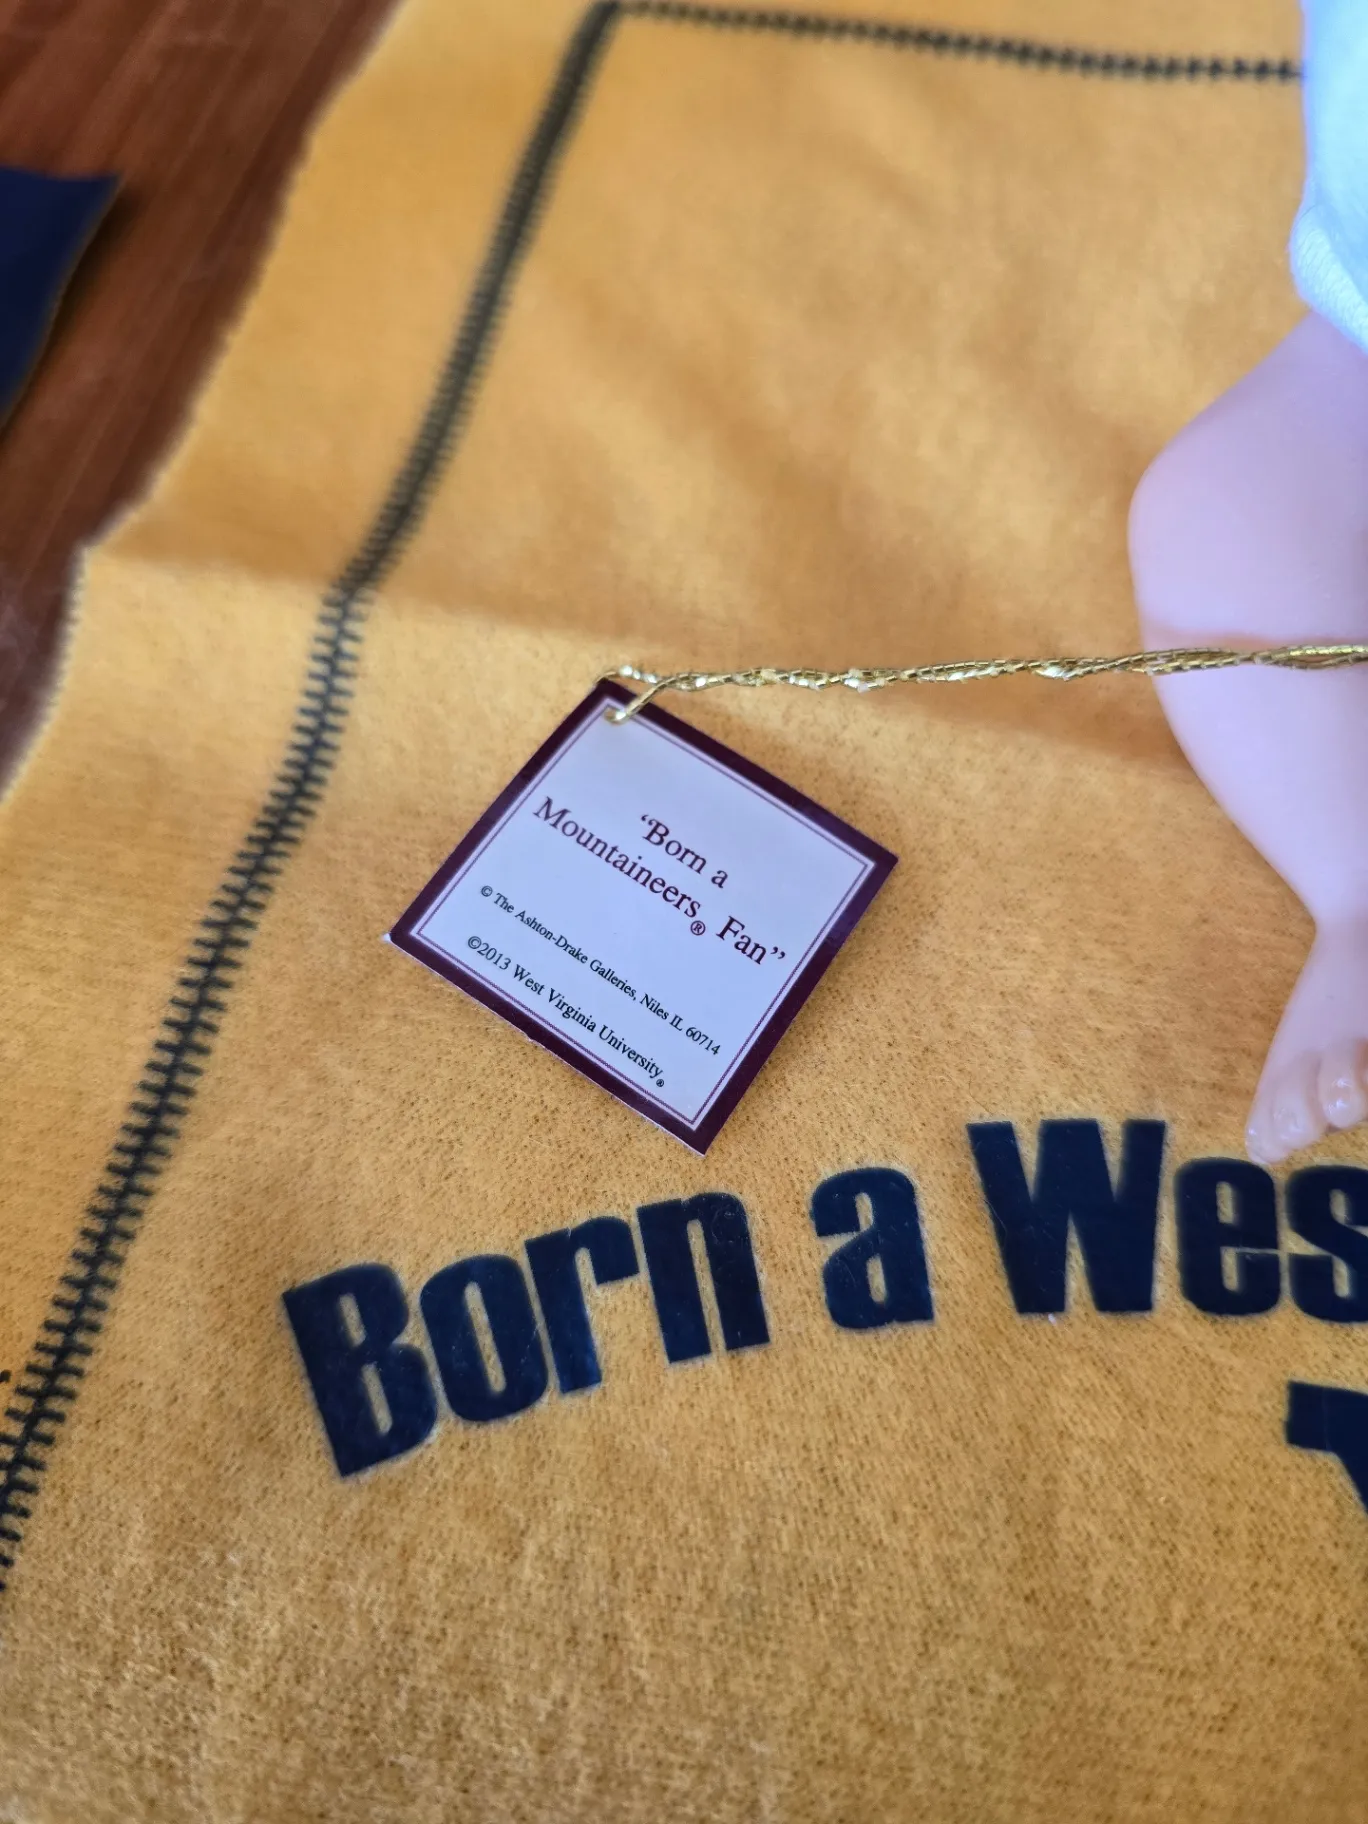 “Born a
Mountaineers® Fan”
© The Ashton-Drake Galleries, Niles IL 60714
©2013 West Virginia University®
Born a Wes